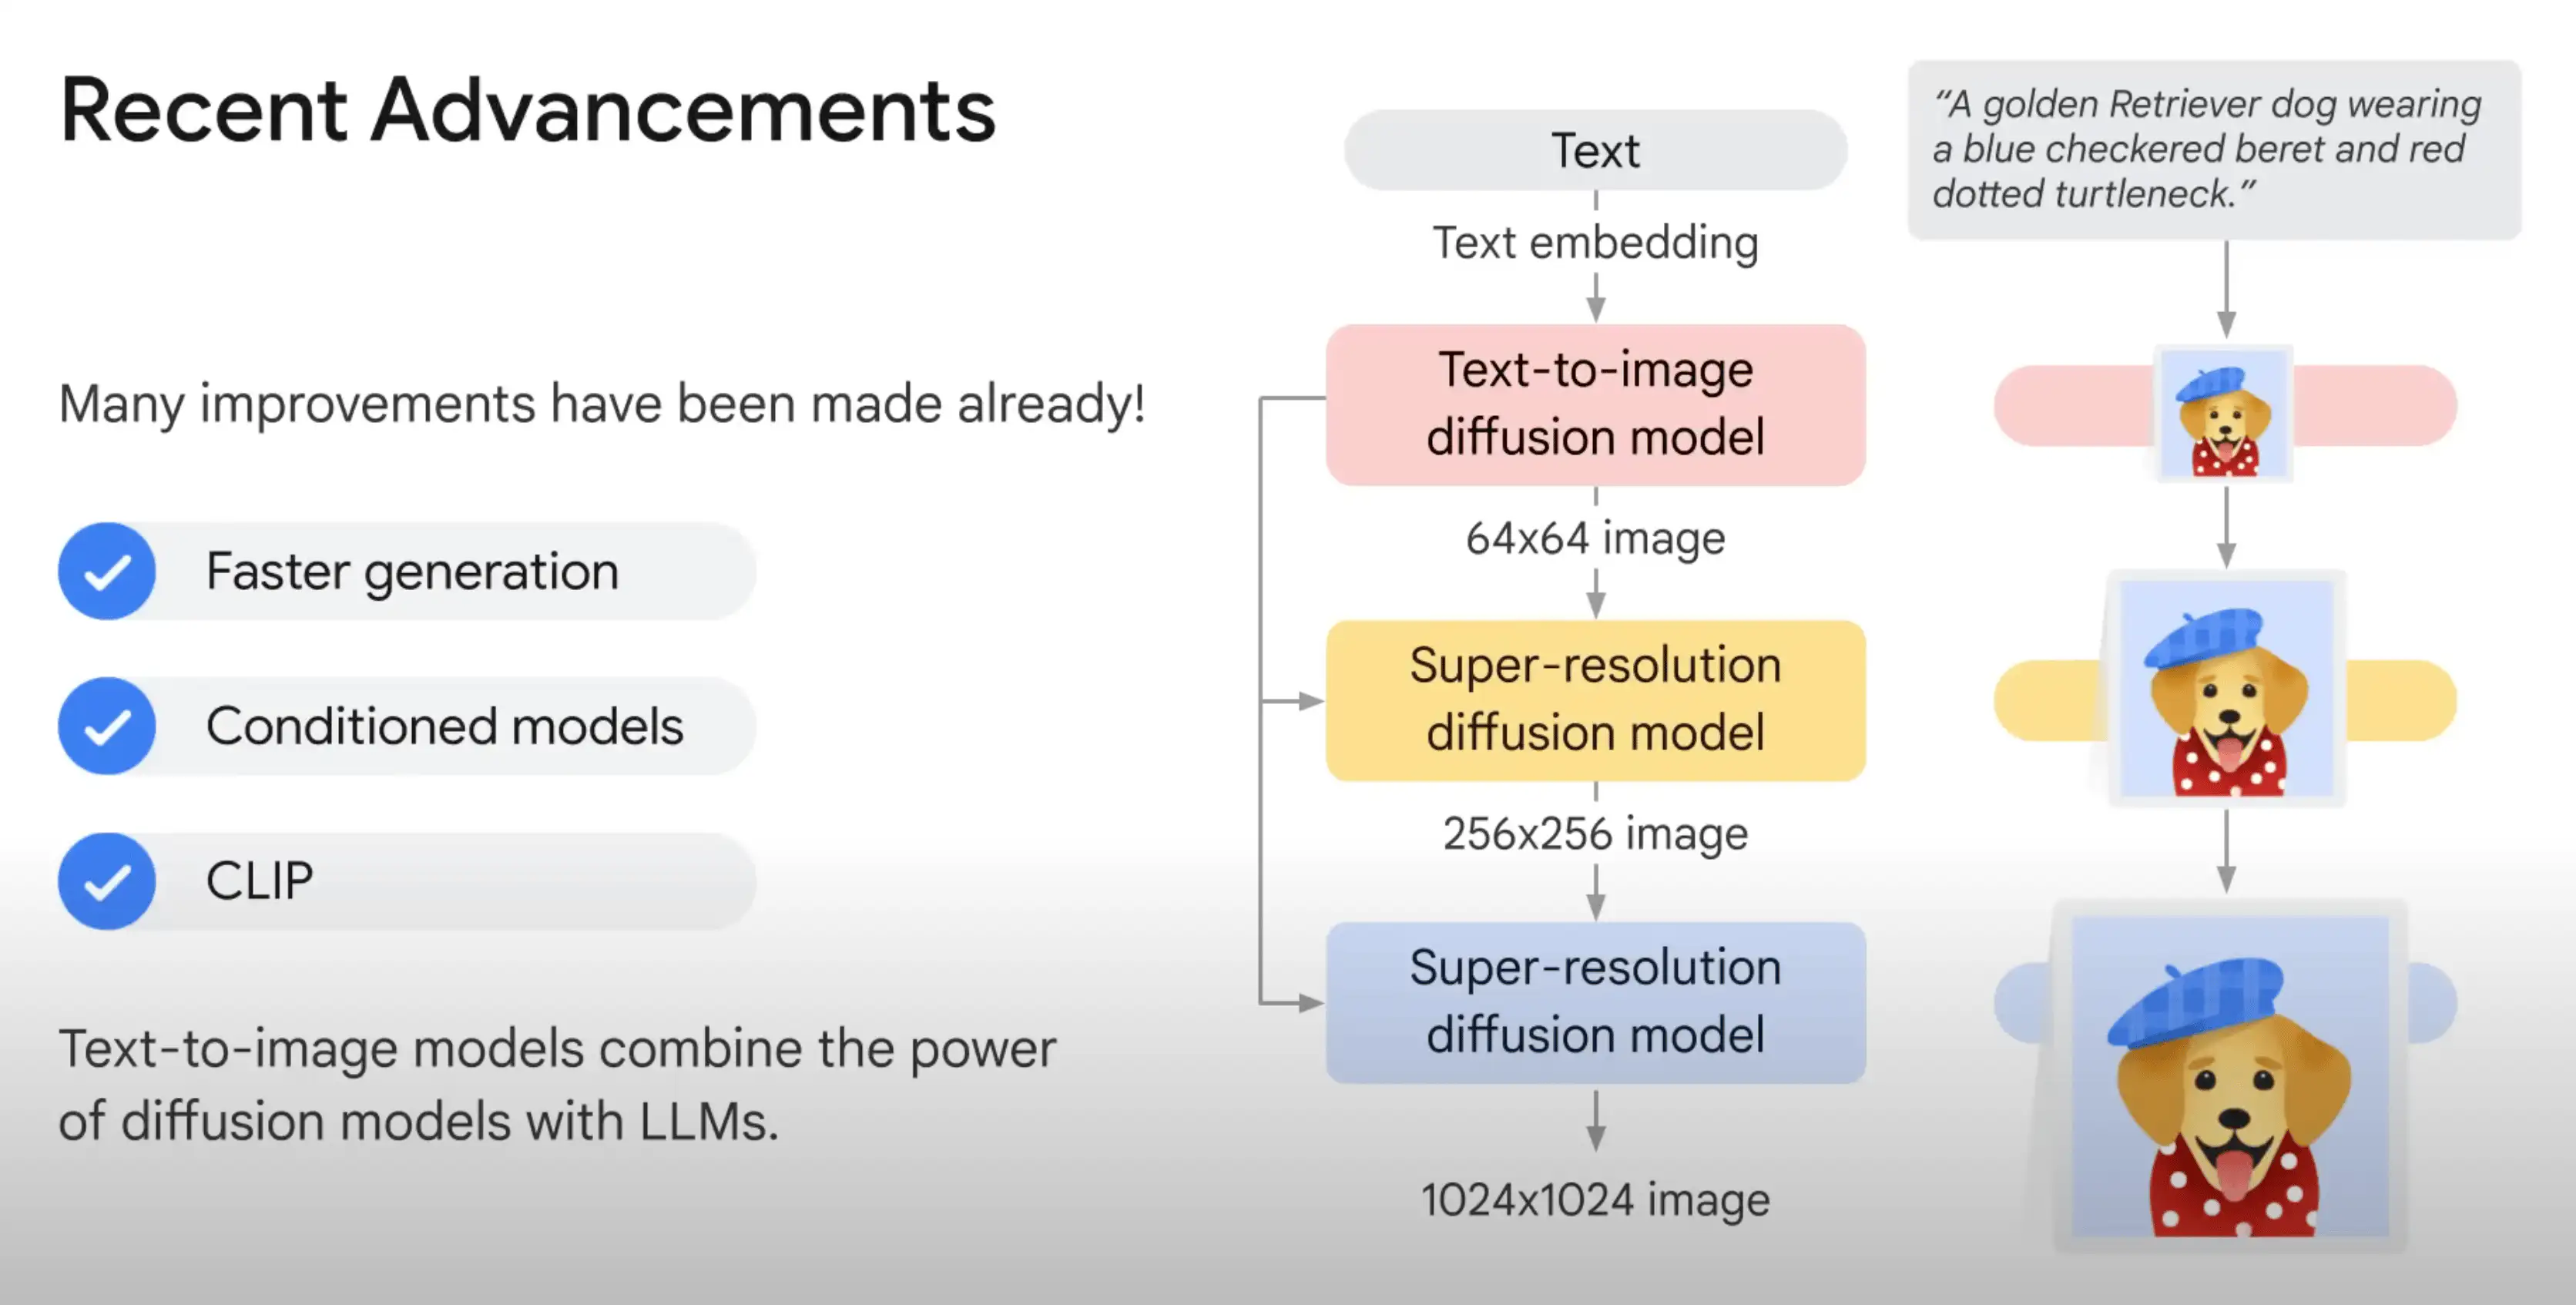 Recent Advancements
Many improvements have been made already!
Faster generation
Conditioned models
CLIP
Text-to-image models combine the power
of diffusion models with LLMs.
Text
Text embedding
Text-to-image
diffusion model
64x64 image
Super-resolution
diffusion model
256x256 image
Super-resolution
diffusion model
1024x1024 image
“A golden Retriever dog wearing
a blue checkered beret and red
dotted turtleneck.”